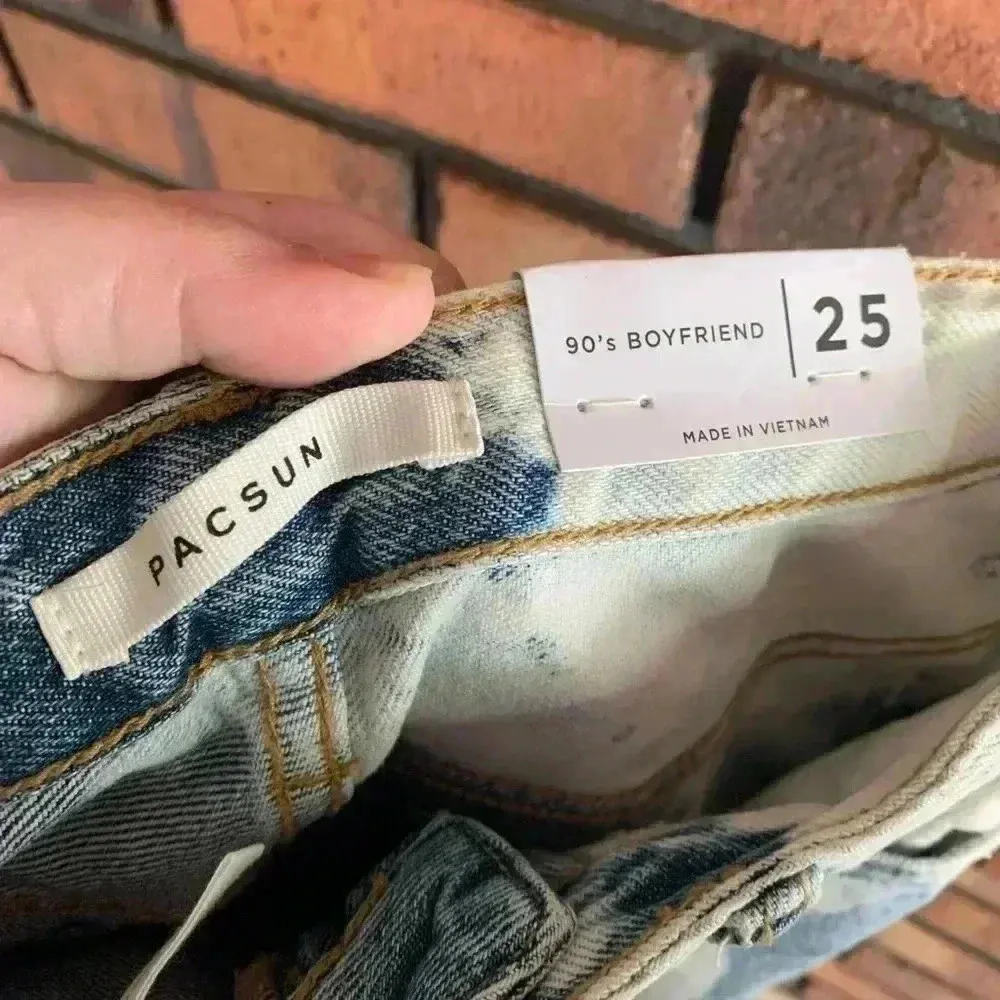 PACSUN
90's BOYFRIEND | 25
MADE IN VIETNAM